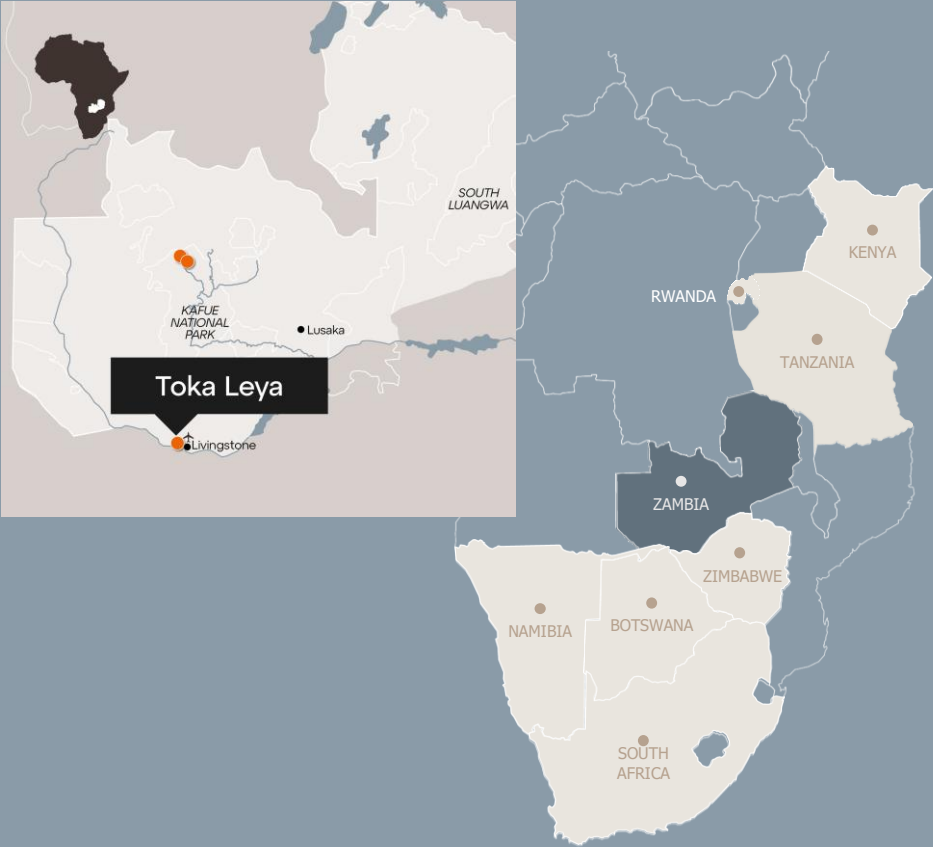 SOUTH
LUANGWA
KAFUE
NATIONAL
PARK
Lusaka
Toka Leya
Livingstone
KENYA
RWANDA
TANZANIA
ZAMBIA
ZIMBABWE
NAMIBIA
BOTSWANA
SOUTH
AFRICA